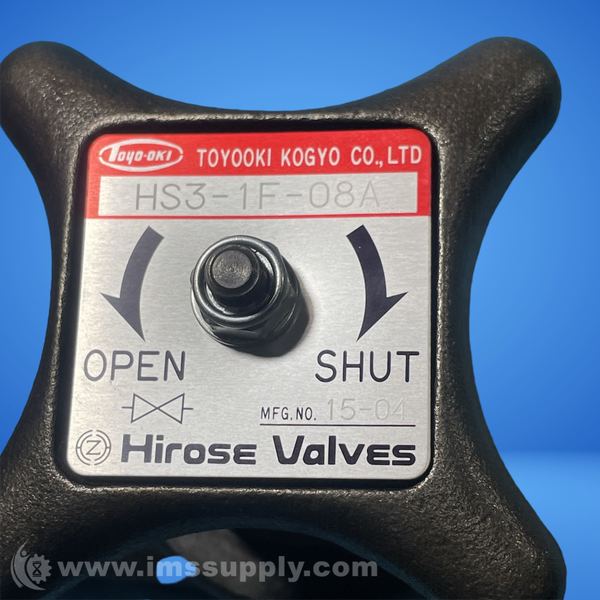 TOYO-OKI TOYOOKI KOGYO CO.,LTD
HS3-1F-08A
OPEN SHUT
MFG.NO. 15-04
Z Hirose Valves
www.imssupply.com